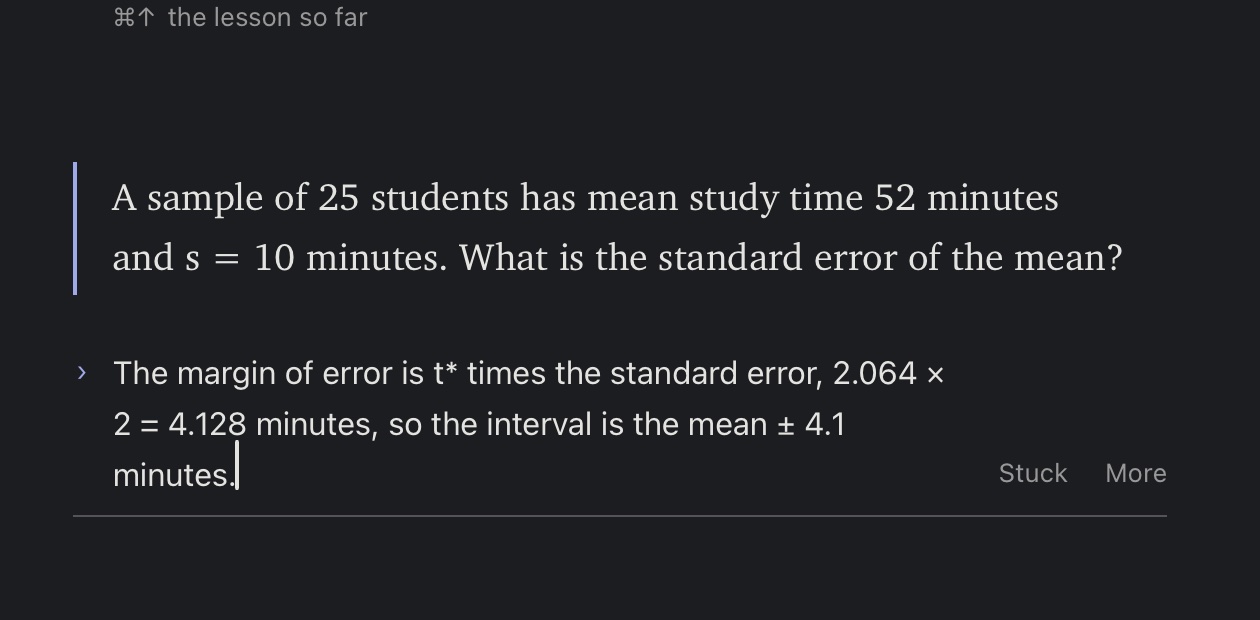 ⌘↑ the lesson so far
A sample of 25 students has mean study time 52 minutes
and s = 10 minutes. What is the standard error of the mean?
› The margin of error is t* times the standard error, 2.064 ×
2 = 4.128 minutes, so the interval is the mean ± 4.1
minutes.
Stuck More